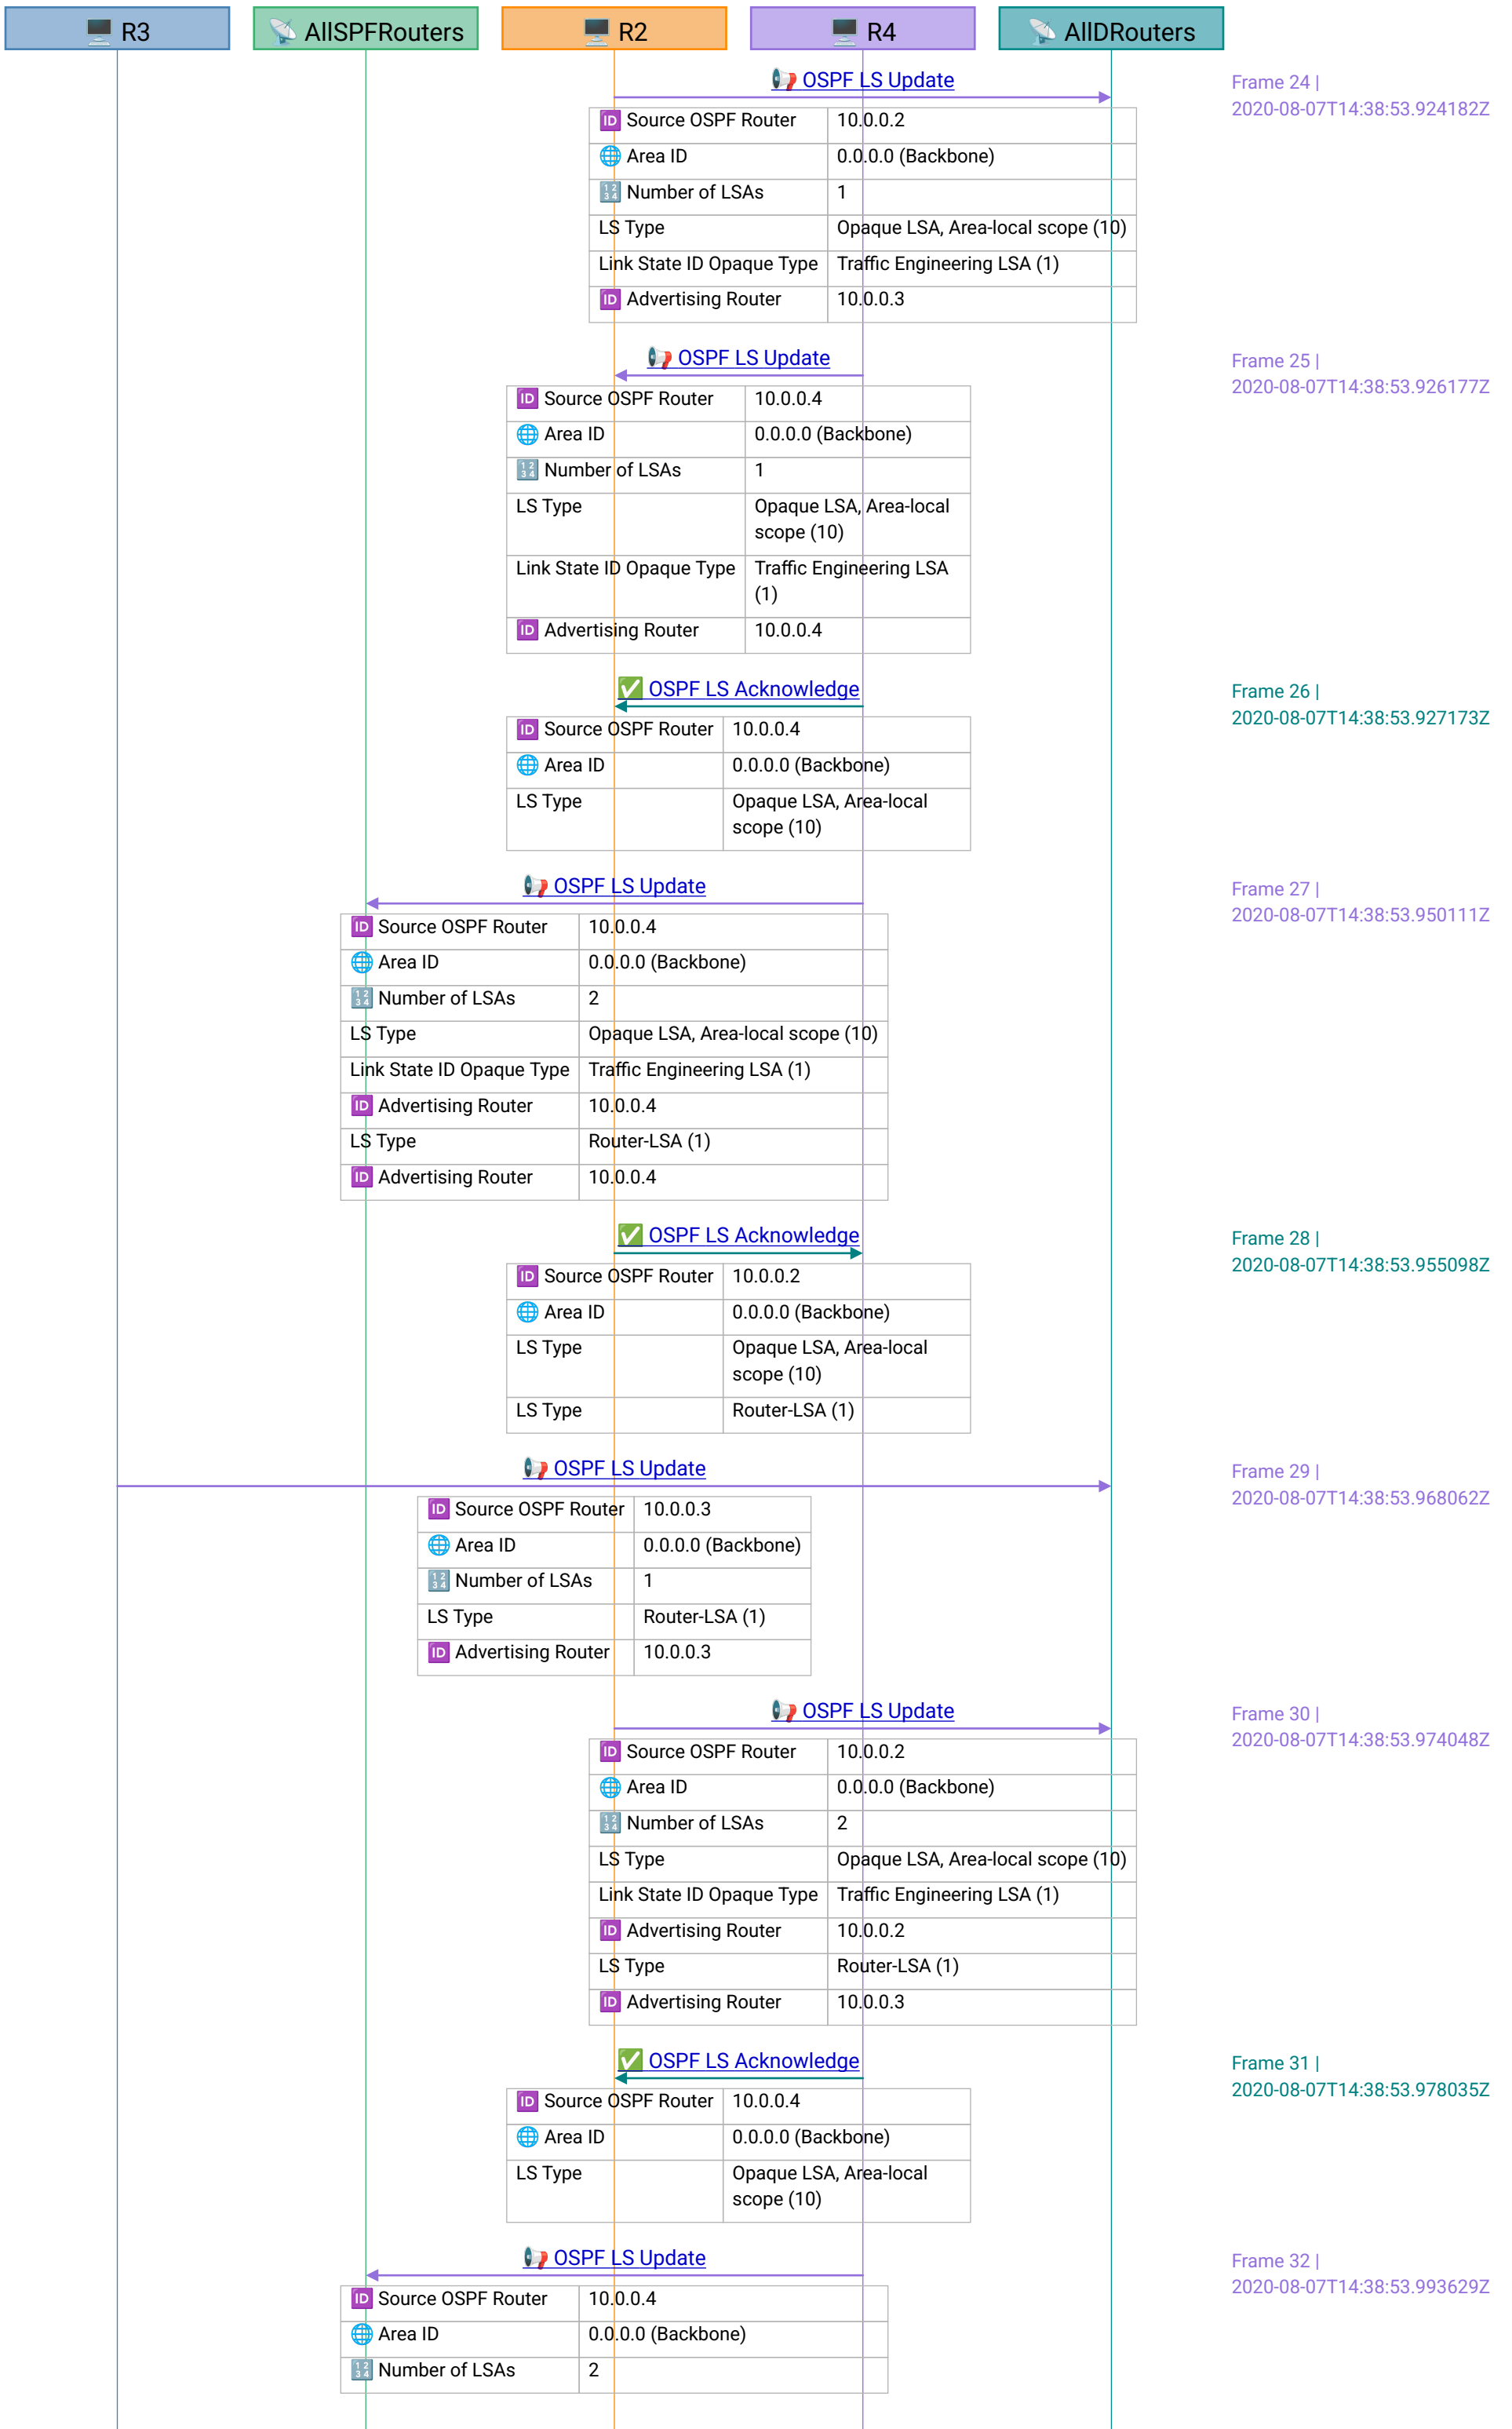 R3
AllSPFRouters
R2
R4
AllDRouters
OSPF LS Update
Frame 24 |
2020-08-07T14:38:53.924182Z
Source OSPF Router 10.0.0.2
Area ID 0.0.0.0 (Backbone)
Number of LSAs 1
LS Type Opaque LSA, Area-local scope (10)
Link State ID Opaque Type Traffic Engineering LSA (1)
Advertising Router 10.0.0.3
OSPF LS Update
Frame 25 |
2020-08-07T14:38:53.926177Z
Source OSPF Router 10.0.0.4
Area ID 0.0.0.0 (Backbone)
Number of LSAs 1
LS Type Opaque LSA, Area-local
scope (10)
Link State ID Opaque Type Traffic Engineering LSA
(1)
Advertising Router 10.0.0.4
OSPF LS Acknowledge
Frame 26 |
2020-08-07T14:38:53.927173Z
Source OSPF Router 10.0.0.4
Area ID 0.0.0.0 (Backbone)
LS Type Opaque LSA, Area-local
scope (10)
OSPF LS Update
Frame 27 |
2020-08-07T14:38:53.950111Z
Source OSPF Router 10.0.0.4
Area ID 0.0.0.0 (Backbone)
Number of LSAs 2
LS Type Opaque LSA, Area-local scope (10)
Link State ID Opaque Type Traffic Engineering LSA (1)
Advertising Router 10.0.0.4
LS Type Router-LSA (1)
Advertising Router 10.0.0.4
OSPF LS Acknowledge
Frame 28 |
2020-08-07T14:38:53.955098Z
Source OSPF Router 10.0.0.2
Area ID 0.0.0.0 (Backbone)
LS Type Opaque LSA, Area-local
scope (10)
LS Type Router-LSA (1)
OSPF LS Update
Frame 29 |
2020-08-07T14:38:53.968062Z
Source OSPF Router 10.0.0.3
Area ID 0.0.0.0 (Backbone)
Number of LSAs 1
LS Type Router-LSA (1)
Advertising Router 10.0.0.3
OSPF LS Update
Frame 30 |
2020-08-07T14:38:53.974048Z
Source OSPF Router 10.0.0.2
Area ID 0.0.0.0 (Backbone)
Number of LSAs 2
LS Type Opaque LSA, Area-local scope (10)
Link State ID Opaque Type Traffic Engineering LSA (1)
Advertising Router 10.0.0.2
LS Type Router-LSA (1)
Advertising Router 10.0.0.3
OSPF LS Acknowledge
Frame 31 |
2020-08-07T14:38:53.978035Z
Source OSPF Router 10.0.0.4
Area ID 0.0.0.0 (Backbone)
LS Type Opaque LSA, Area-local
scope (10)
OSPF LS Update
Frame 32 |
2020-08-07T14:38:53.993629Z
Source OSPF Router 10.0.0.4
Area ID 0.0.0.0 (Backbone)
Number of LSAs 2